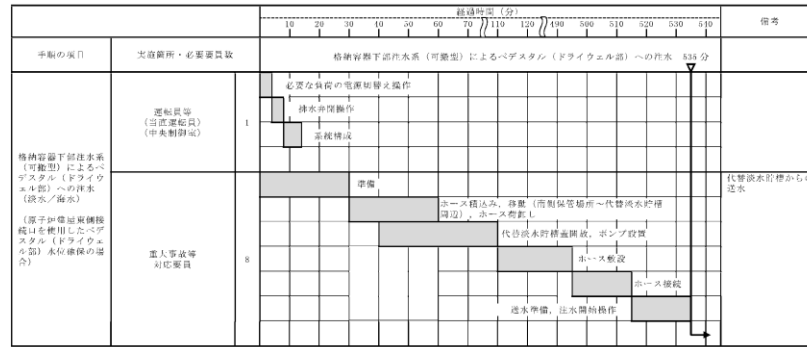 経過時間（分）
備考
10 20 30 40 50 60 70 110 120 490 500 510 520 530 540
手順の項目
実施箇所・必要要員数
格納容器下部注水系（可搬型）によるペデスタル（ドライウェル部）への注水 535分
格納容器下部注水系
（可搬型）によるペ
デスタル（ドライウ
ェル部）への注水
（淡水／海水）
（原子炉建屋東側接
続口を使用したペデ
スタル（ドライウェ
ル部）水位確保の場
合）
運転員等
（当直運転員）
（中央制御室）
1
必要な負荷の電源切替え操作
排水弁閉操作
系統構成
重大事故等
対応要員
8
準備
ホース積込み，移動（南側保管場所～代替淡水貯槽
周辺），ホース荷卸し
代替淡水貯槽蓋開放，ポンプ設置
ホース敷設
ホース接続
送水準備，注水開始操作
代替淡水貯槽からの
送水